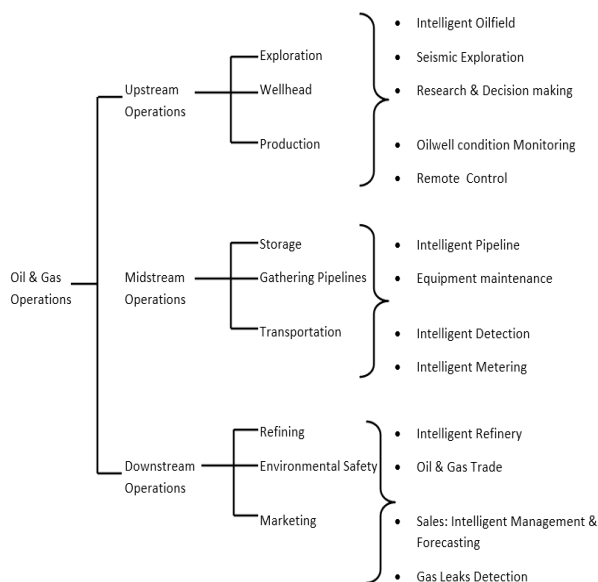 Oil & Gas
Operations
Upstream
Operations
Exploration
Wellhead
Production
• Intelligent Oilfield
• Seismic Exploration
• Research & Decision making
• Oilwell condition Monitoring
• Remote Control
Midstream
Operations
Storage
Gathering Pipelines
Transportation
• Intelligent Pipeline
• Equipment maintenance
• Intelligent Detection
• Intelligent Metering
Downstream
Operations
Refining
Environmental Safety
Marketing
• Intelligent Refinery
• Oil & Gas Trade
• Sales: Intelligent Management &
Forecasting
• Gas Leaks Detection